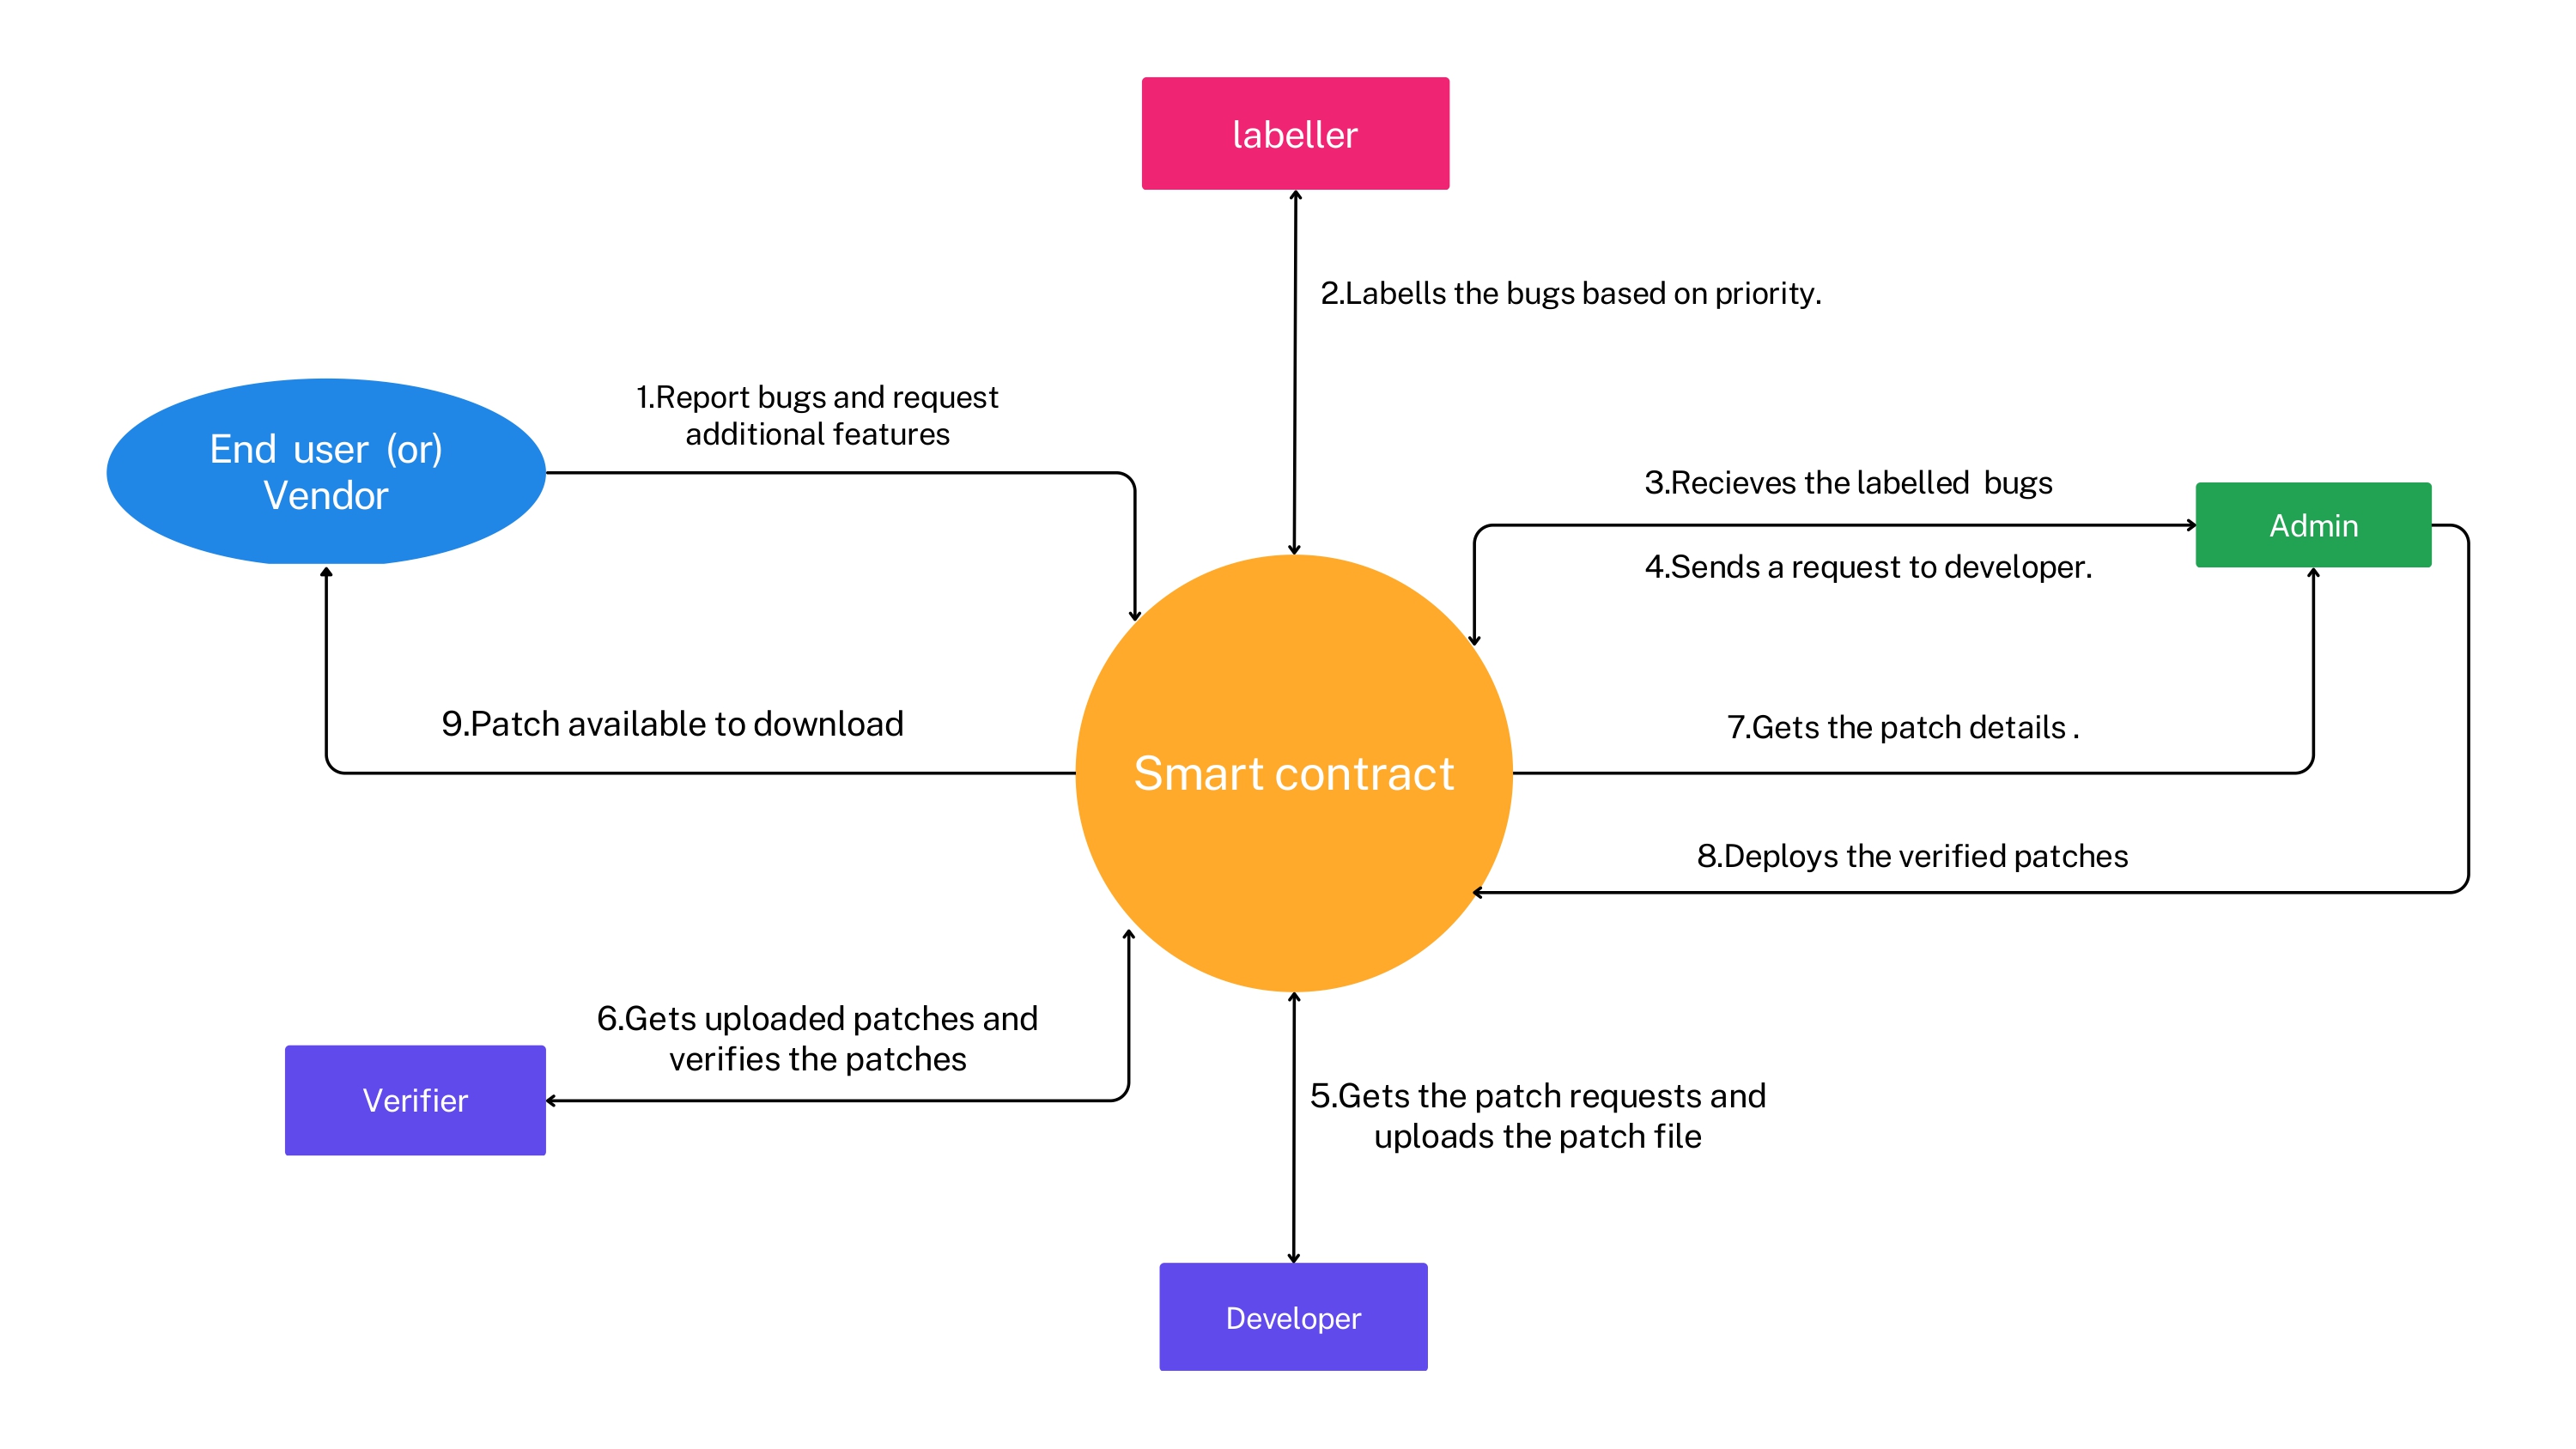 labeller
2.Labells the bugs based on priority.
1.Report bugs and request
additional features
End user (or)
Vendor
3.Recieves the labelled bugs
Admin
4.Sends a request to developer.
9.Patch available to download
7.Gets the patch details .
Smart contract
8.Deploys the verified patches
6.Gets uploaded patches and
verifies the patches
Verifier
5.Gets the patch requests and
uploads the patch file
Developer